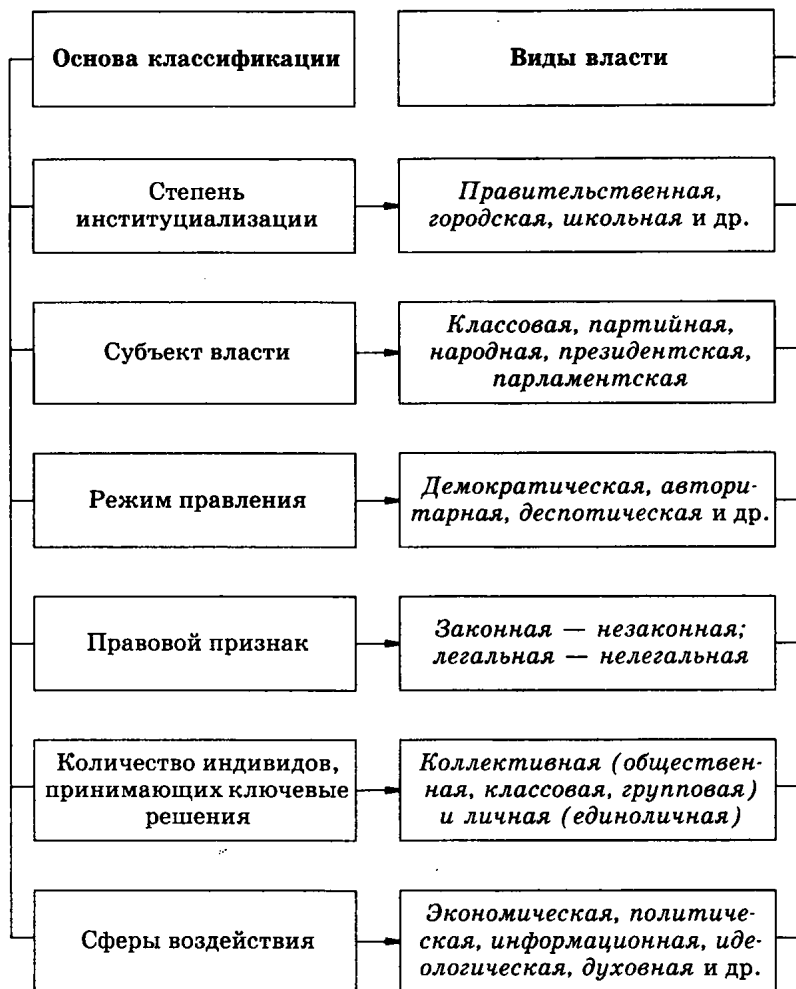 Основа классификации
Виды власти
Степень
институциализации
Правительственная,
городская, школьная и др.
Субъект власти
Классовая, партийная,
народная, президентская,
парламентская
Режим правления
Демократическая, автори-
тарная, деспотическая и др.
Правовой признак
Законная — незаконная;
легальная — нелегальная
Количество индивидов,
принимающих ключевые
решения
Коллективная (обществен-
ная, классовая, групповая)
и личная (единоличная)
Сферы воздействия
Экономическая, политиче-
ская, информационная, иде-
ологическая, духовная и др.